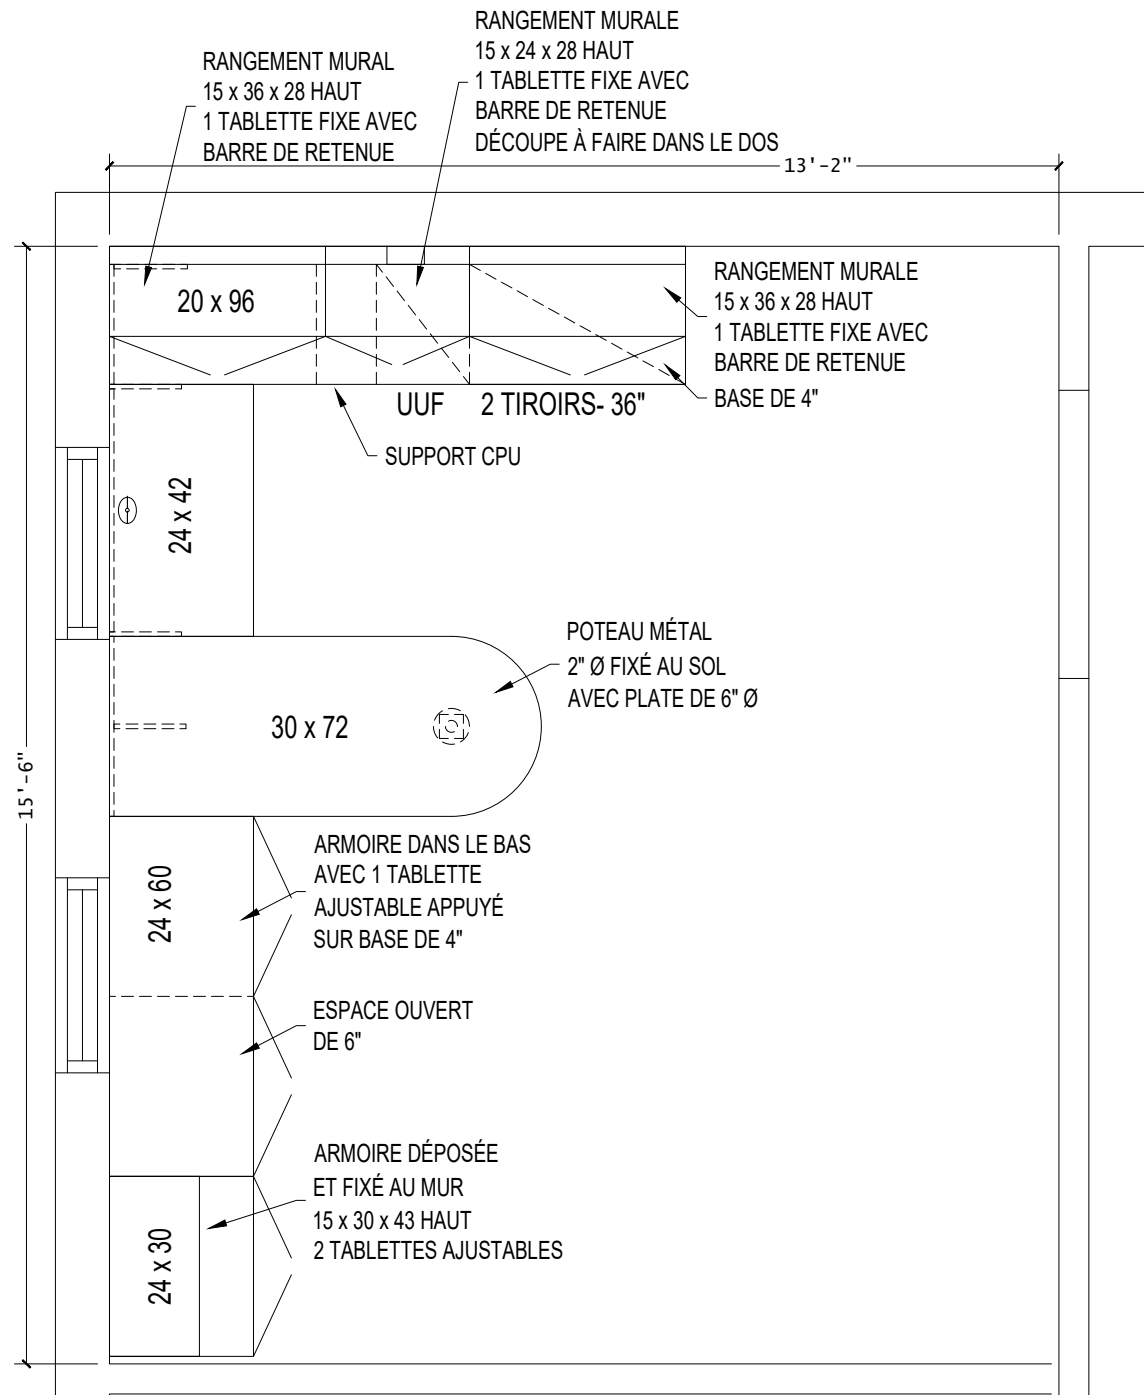 RANGEMENT MURALE
15 x 24 x 28 HAUT
1 TABLETTE FIXE AVEC
BARRE DE RETENUE
DÉCOUPE À FAIRE DANS LE DOS
RANGEMENT MURAL
15 x 36 x 28 HAUT
1 TABLETTE FIXE AVEC
BARRE DE RETENUE
13'-2"
RANGEMENT MURALE
15 x 36 x 28 HAUT
1 TABLETTE FIXE AVEC
BARRE DE RETENUE
BASE DE 4"
20 x 96
UUF
2 TIROIRS- 36"
SUPPORT CPU
24 x 42
POTEAU MÉTAL
2" Ø FIXÉ AU SOL
AVEC PLATE DE 6" Ø
30 x 72
15'-6"
ARMOIRE DANS LE BAS
AVEC 1 TABLETTE
AJUSTABLE APPUYÉ
SUR BASE DE 4"
24 x 60
ESPACE OUVERT
DE 6"
ARMOIRE DÉPOSÉE
ET FIXÉ AU MUR
15 x 30 x 43 HAUT
2 TABLETTES AJUSTABLES
24 x 30